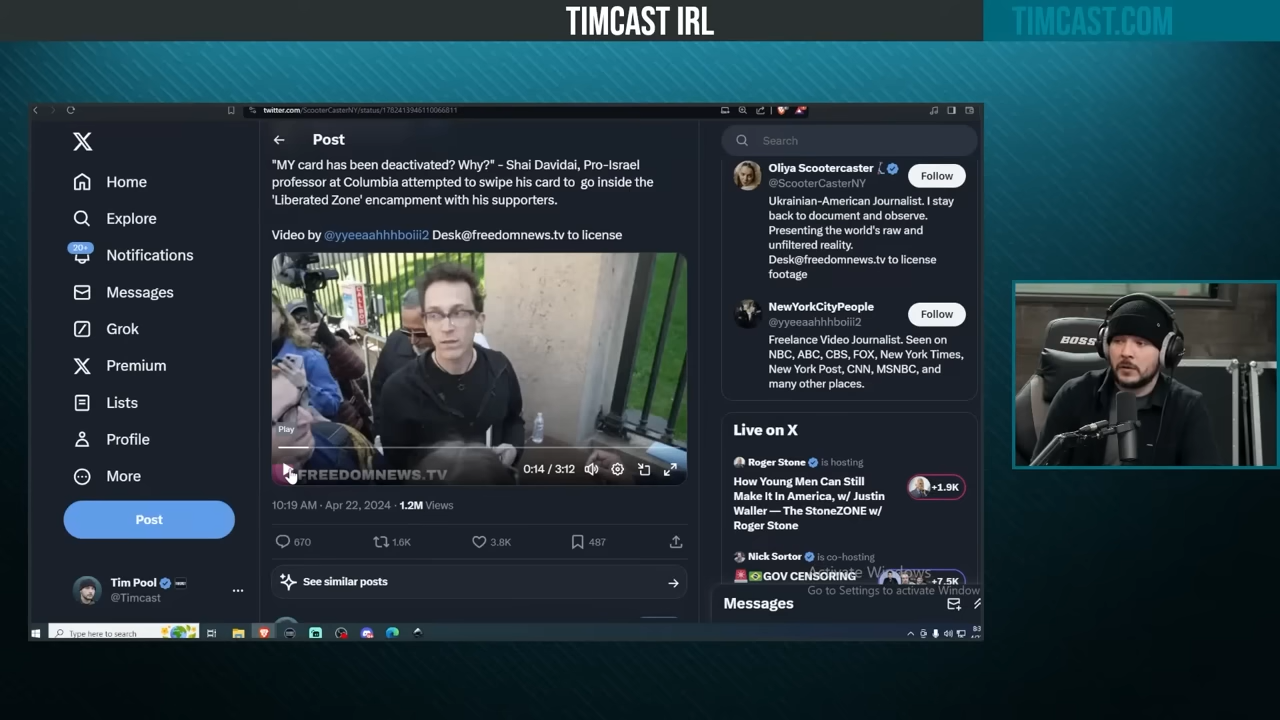 TIMCAST IRL
TIMCAST.COM
twitter.com/ScooterCasterNY/status/1782413946110066811
Post
Search
Home
Explore
20+
Notifications
Messages
Grok
Premium
Lists
Profile
More
Post
Tim Pool
@Timcast
"MY card has been deactivated? Why?" - Shai Davidai, Pro-Israel
professor at Columbia attempted to swipe his card to go inside the
'Liberated Zone' encampment with his supporters.
Video by @yyeeaahhhboiii2 Desk@freedomnews.tv to license
Play
FREEDOMNEWS.TV
0:14 / 3:12
10:19 AM · Apr 22, 2024 · 1.2M Views
670
1.6K
3.8K
487
See similar posts
Oliya Scootercaster
@ScooterCasterNY
Follow
Ukrainian-American Journalist. I stay
back to document and observe.
Presenting the world's raw and
unfiltered reality.
Desk@freedomnews.tv to license
footage
NewYorkCityPeople
@yyeeaahhhboiii2
Follow
Freelance Video Journalist. Seen on
NBC, ABC, CBS, FOX, New York Times,
New York Post, CNN, MSNBC, and
many other places.
Live on X
Roger Stone is hosting
How Young Men Can Still
Make It In America, w/ Justin
Waller — The StoneZONE w/
Roger Stone
+1.9K
Nick Sortor is co-hosting
GOV CENSORING
+7.5K
Activate Windows
Go to Settings to activate Window
Messages
Type here to search
BOSS